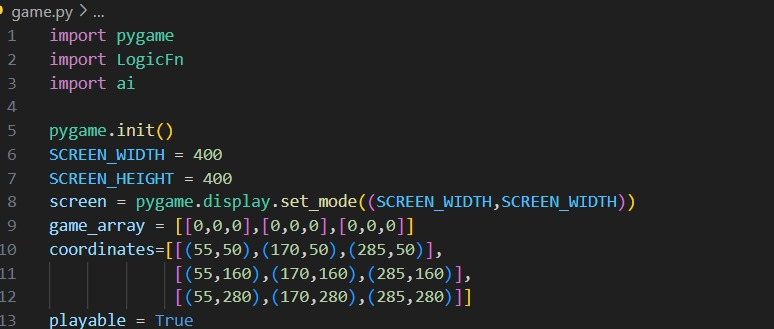 game.py > ...
1 import pygame
2 import LogicFn
3 import ai
4
5 pygame.init()
6 SCREEN_WIDTH = 400
7 SCREEN_HEIGHT = 400
8 screen = pygame.display.set_mode((SCREEN_WIDTH,SCREEN_WIDTH))
9 game_array = [[0,0,0],[0,0,0],[0,0,0]]
10 coordinates=[[(55,50),(170,50),(285,50)],
11 [(55,160),(170,160),(285,160)],
12 [(55,280),(170,280),(285,280)]]
13 playable = True